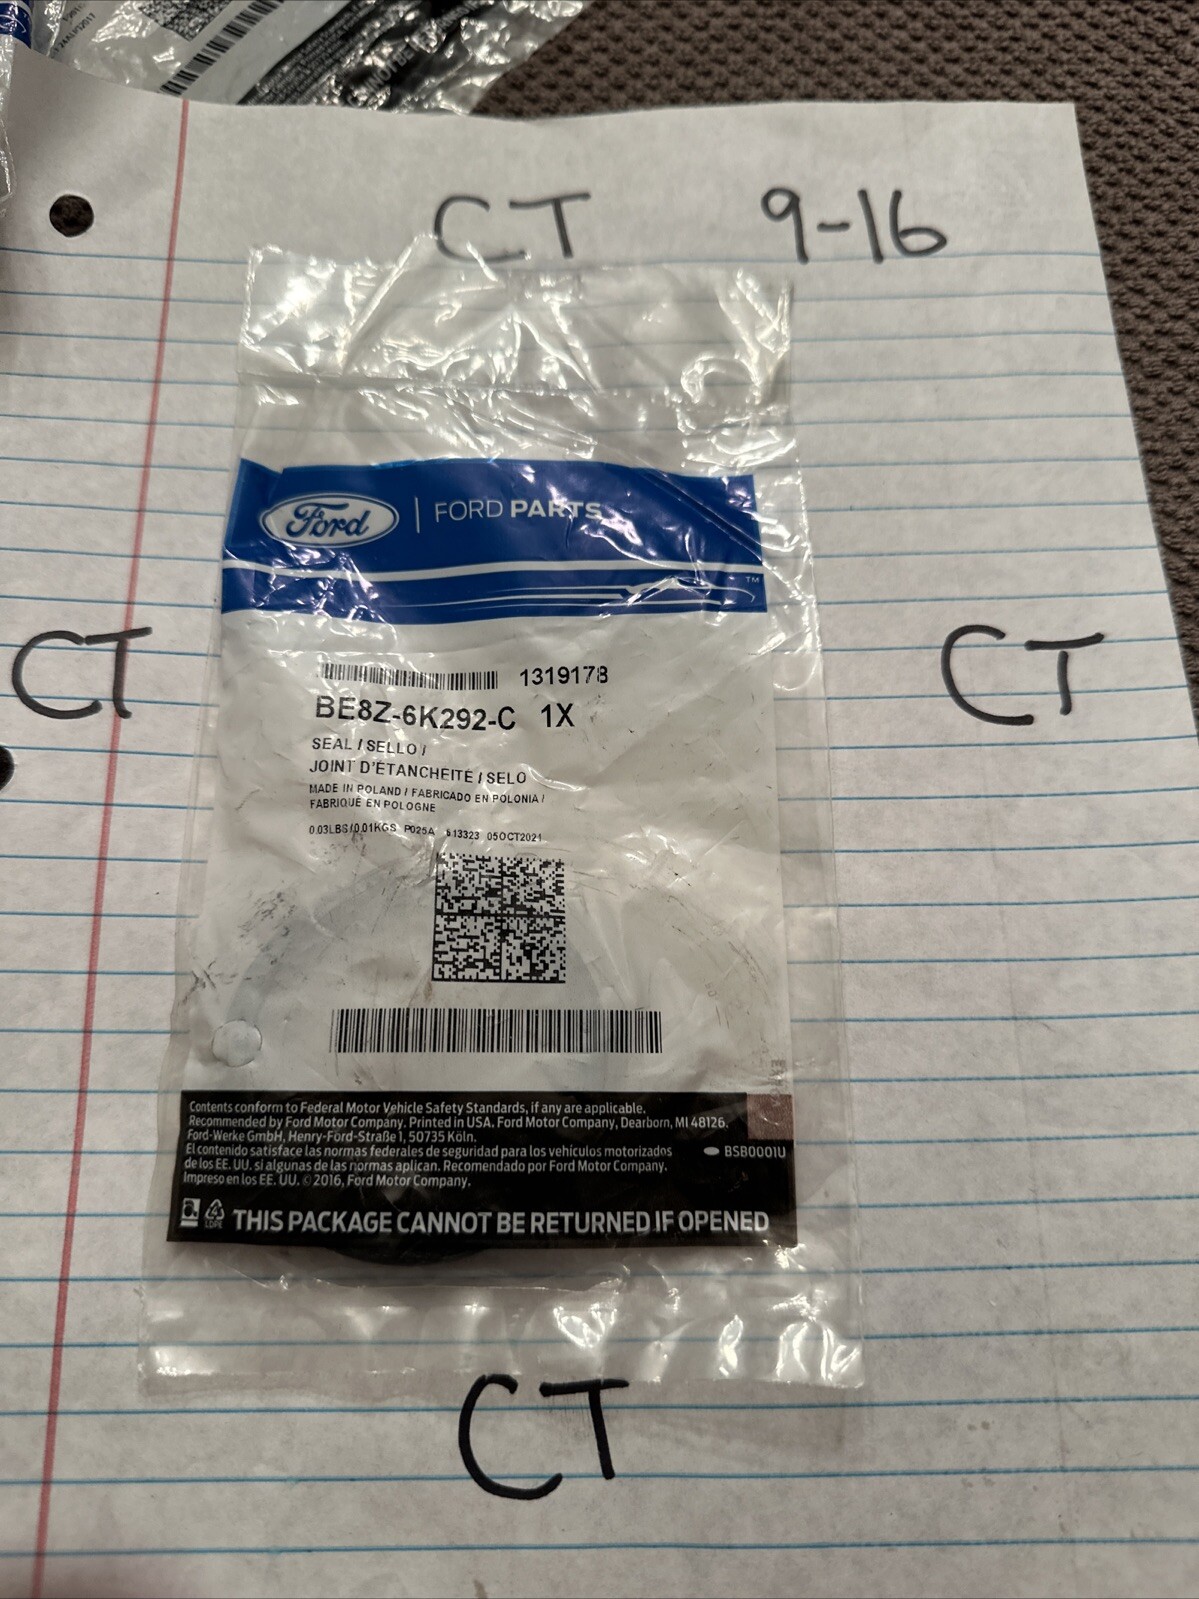 CT 9-16
Ford | FORD PARTS
TM
CT
CT
1319178
BE8Z-6K292-C 1X
SEAL / SELLO /
JOINT D'ÉTANCHEITE / SELO
MADE IN POLAND / FABRICADO EN POLONIA /
FABRIQUÉ EN POLOGNE
0.03LBS/0.01KGS P025A 613323 05OCT2021
Contents conform to Federal Motor Vehicle Safety Standards, if any are applicable.
Recommended by Ford Motor Company. Printed in USA. Ford Motor Company, Dearborn, MI 48126.
Ford-Werke GmbH, Henry-Ford-Straße 1, 50735 Köln.
El contenido satisface las normas federales de seguridad para los vehículos motorizados
de los EE. UU. si algunas de las normas aplican. Recomendado por Ford Motor Company.
Impreso en los EE. UU. © 2016, Ford Motor Company.
BSB0001U
4
LDPE
THIS PACKAGE CANNOT BE RETURNED IF OPENED
CT